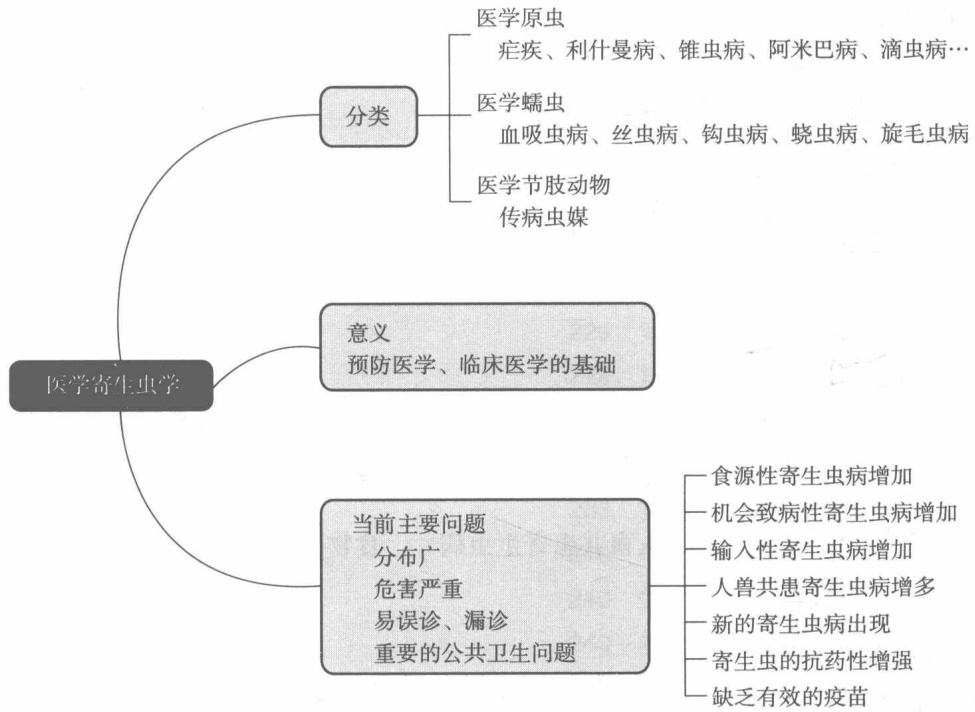 医学原虫
疟疾、利什曼病、锥虫病、阿米巴病、滴虫病…
分类
医学蠕虫
血吸虫病、丝虫病、钩虫病、蛲虫病、旋毛虫病
医学节肢动物
传病虫媒
意义
预防医学、临床医学的基础
医学寄生虫学
当前主要问题
分布广
危害严重
易误诊、漏诊
重要的公共卫生问题
食源性寄生虫病增加
机会致病性寄生虫病增加
输入性寄生虫病增加
人兽共患寄生虫病增多
新的寄生虫病出现
寄生虫的抗药性增强
缺乏有效的疫苗